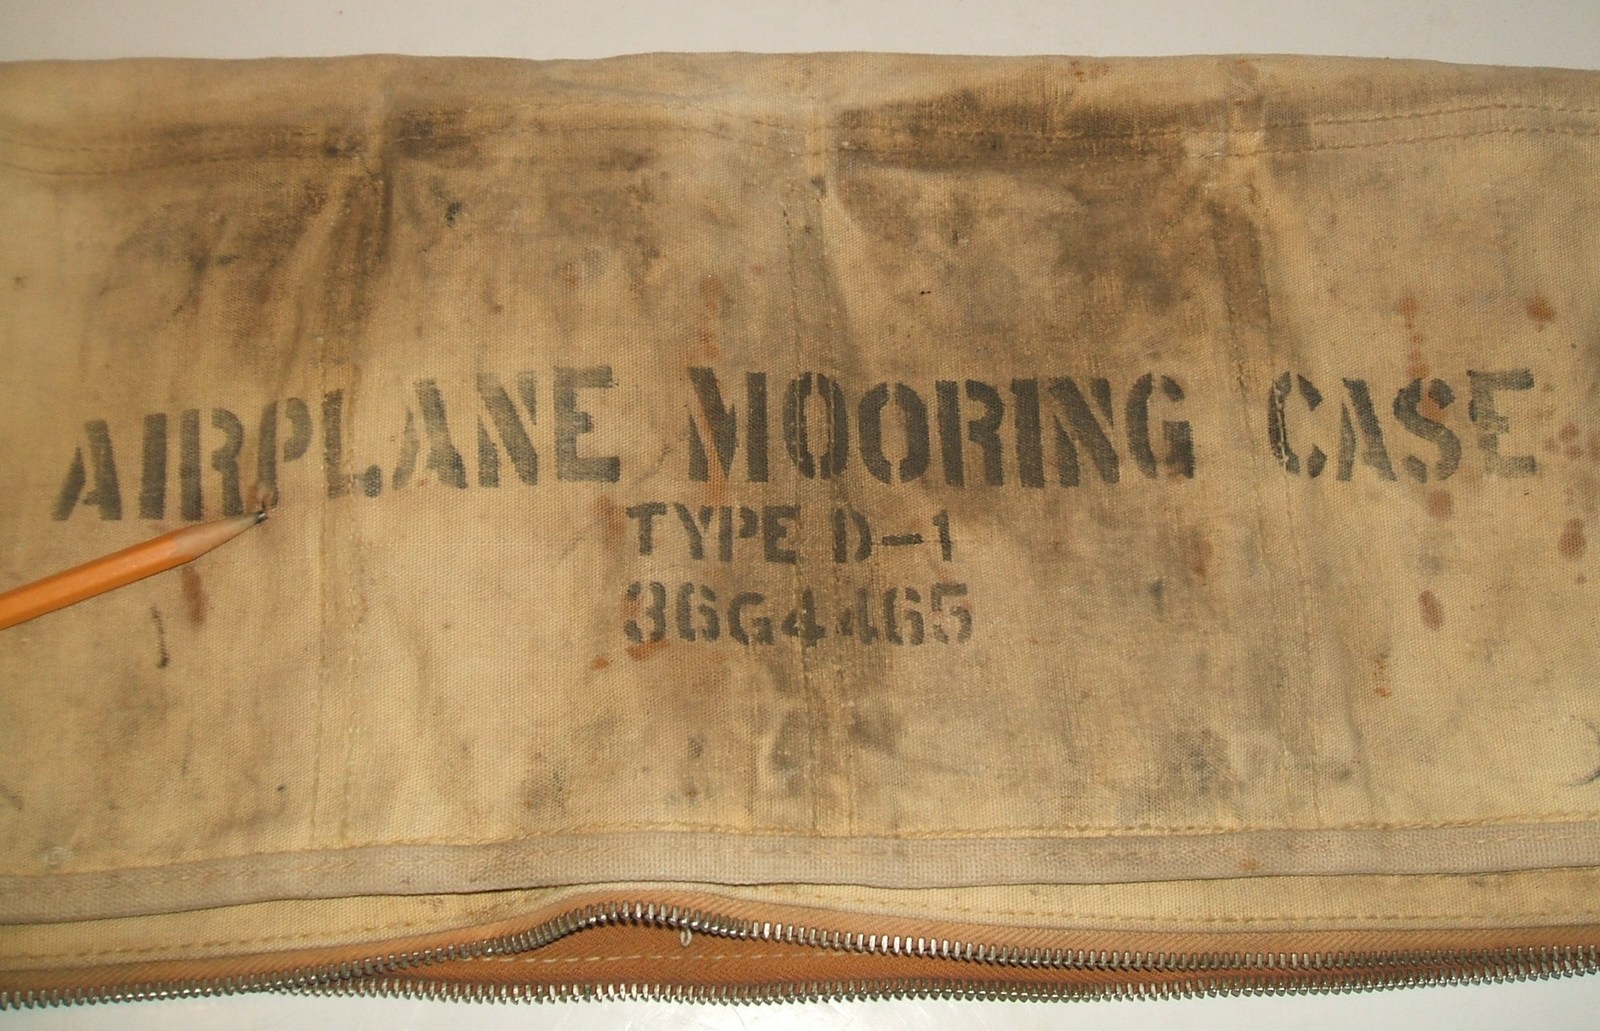 AIRPLANE MOORING CASE
TYPE D-1
36G4465